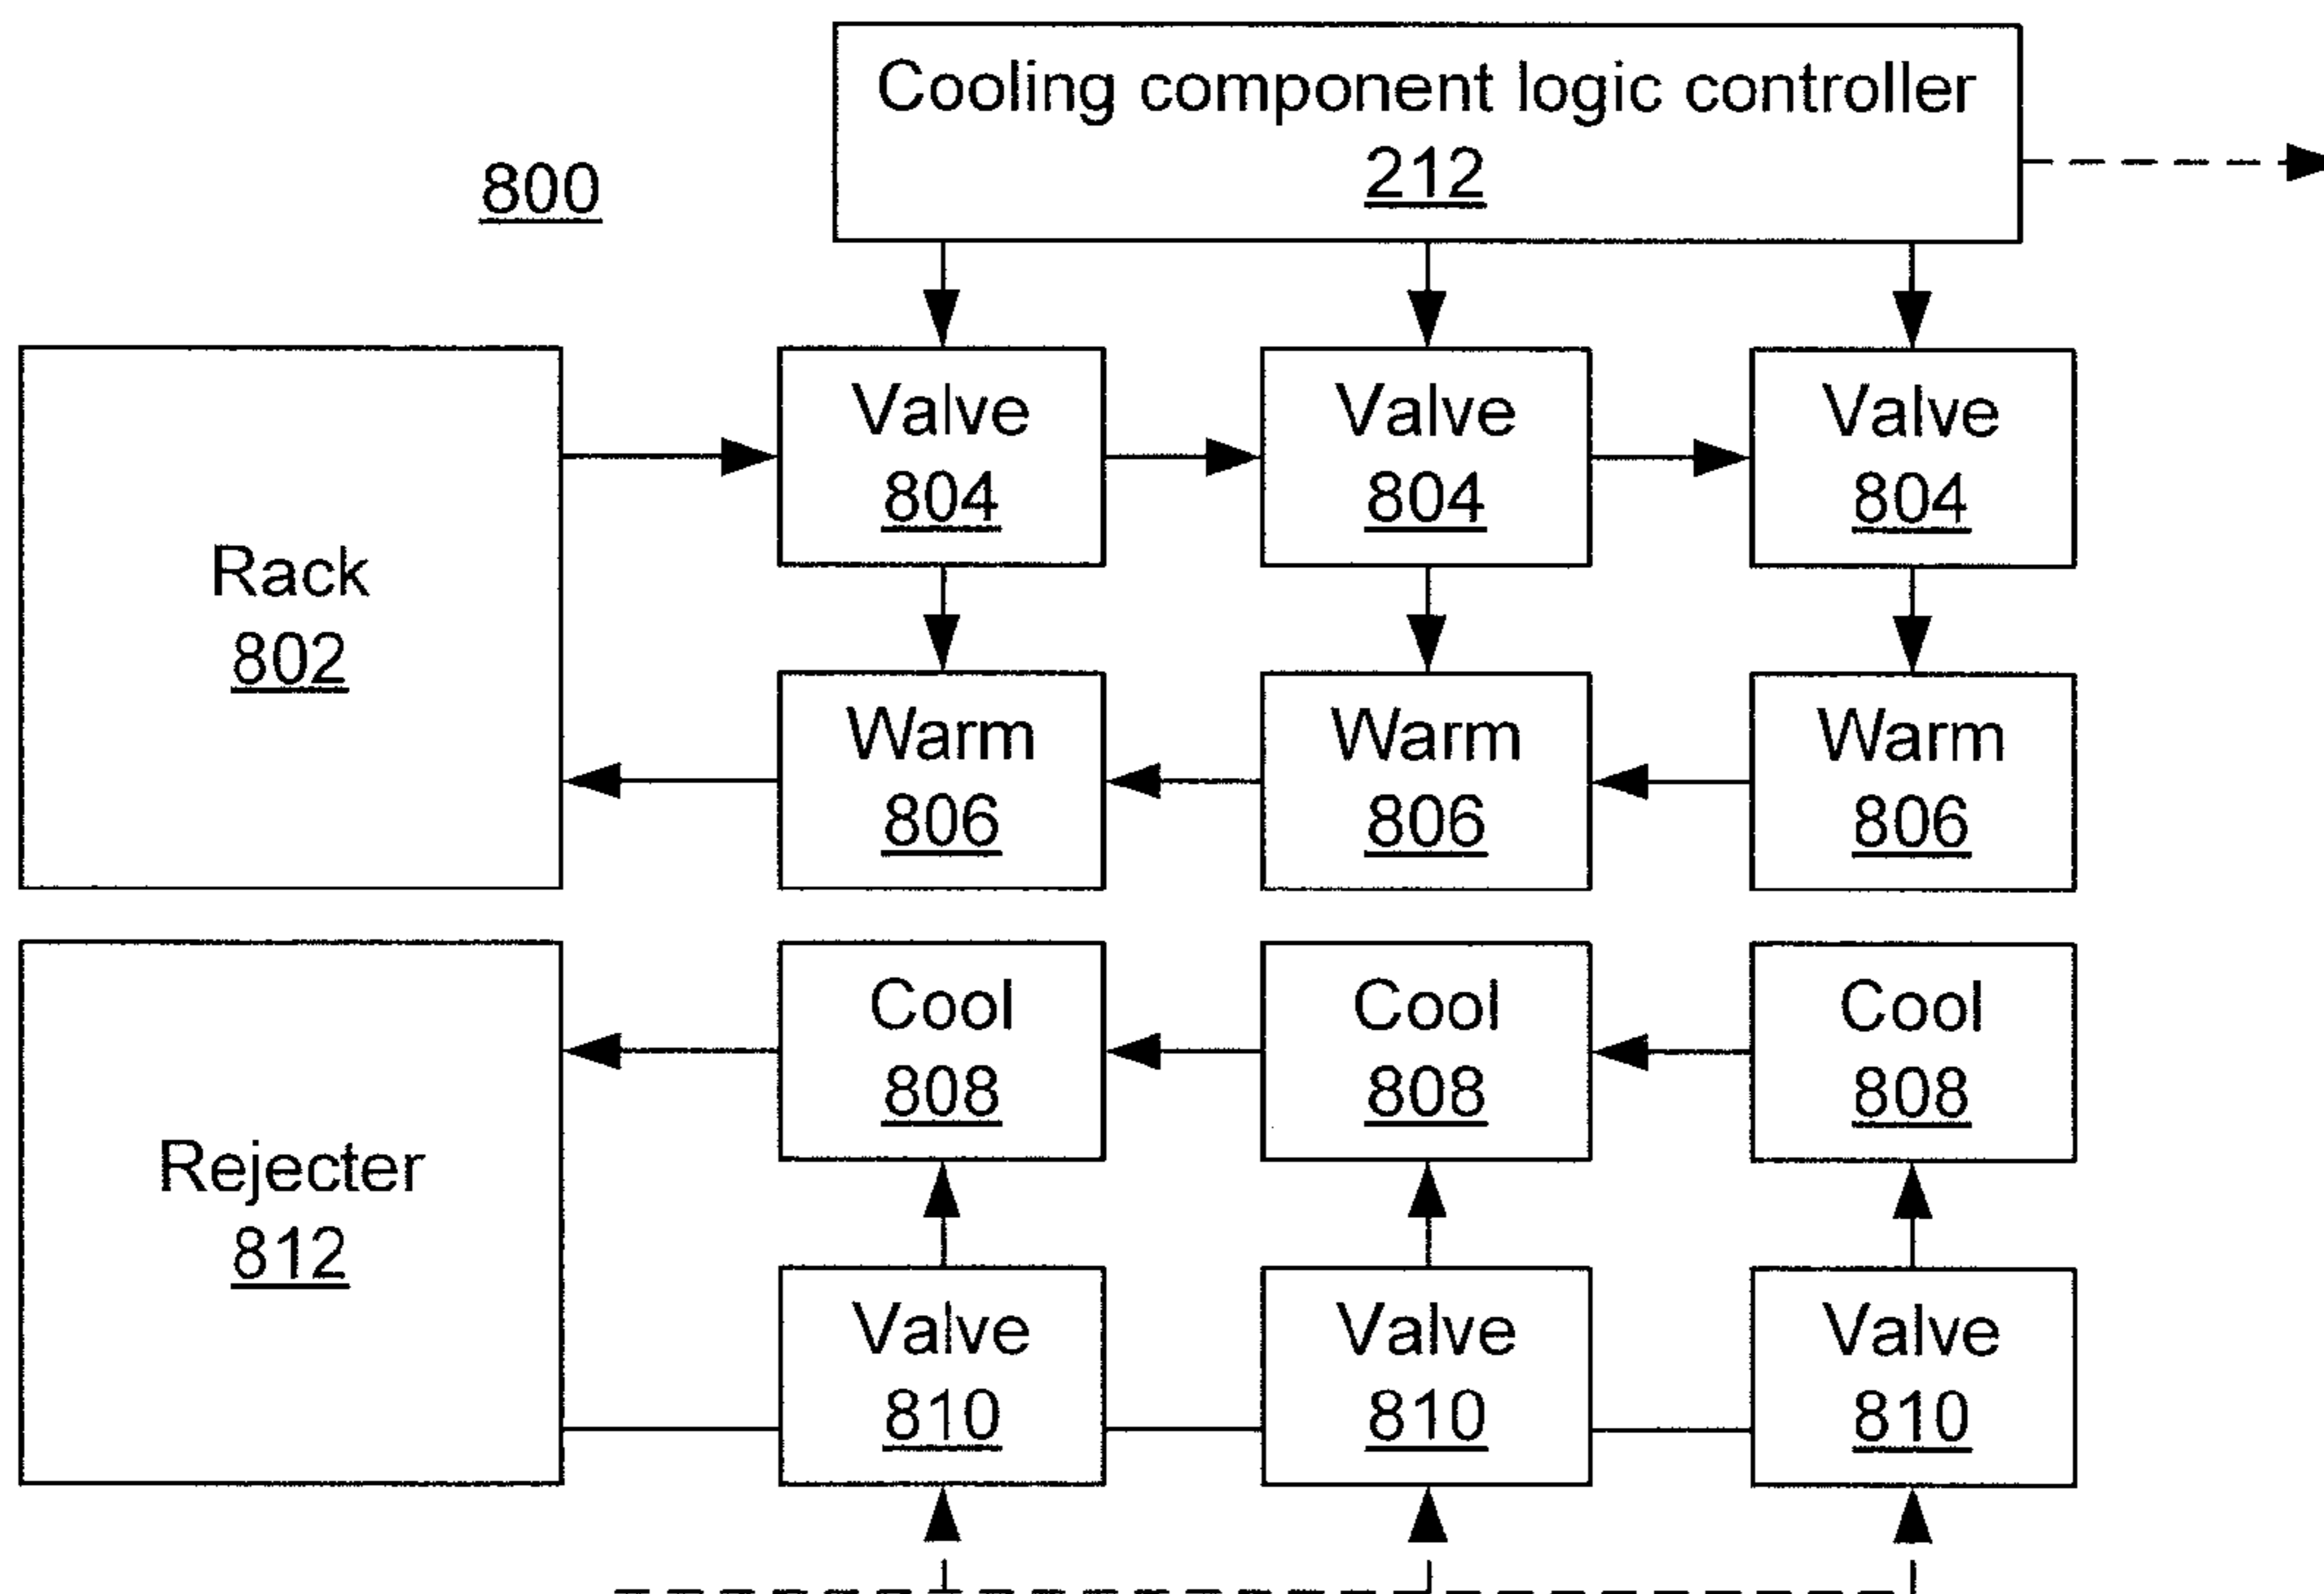 Cooling component logic controller
212
800
Valve
804
Valve
804
Valve
804
Rack
802
Warm
806
Warm
806
Warm
806
Cool
808
Cool
808
Cool
808
Rejecter
812
Valve
810
Valve
810
Valve
810